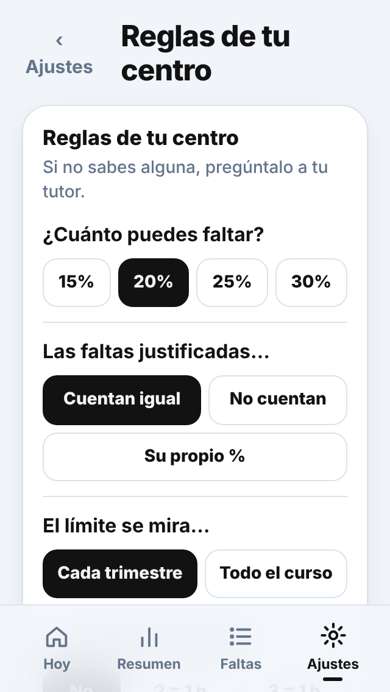 ‹
Ajustes
Reglas de tu
centro
Reglas de tu centro
Si no sabes alguna, pregúntalo a tu
tutor.
¿Cuánto puedes faltar?
15% 20% 25% 30%
Las faltas justificadas…
Cuentan igual No cuentan
Su propio %
El límite se mira…
Cada trimestre Todo el curso
Hoy Resumen Faltas Ajustes